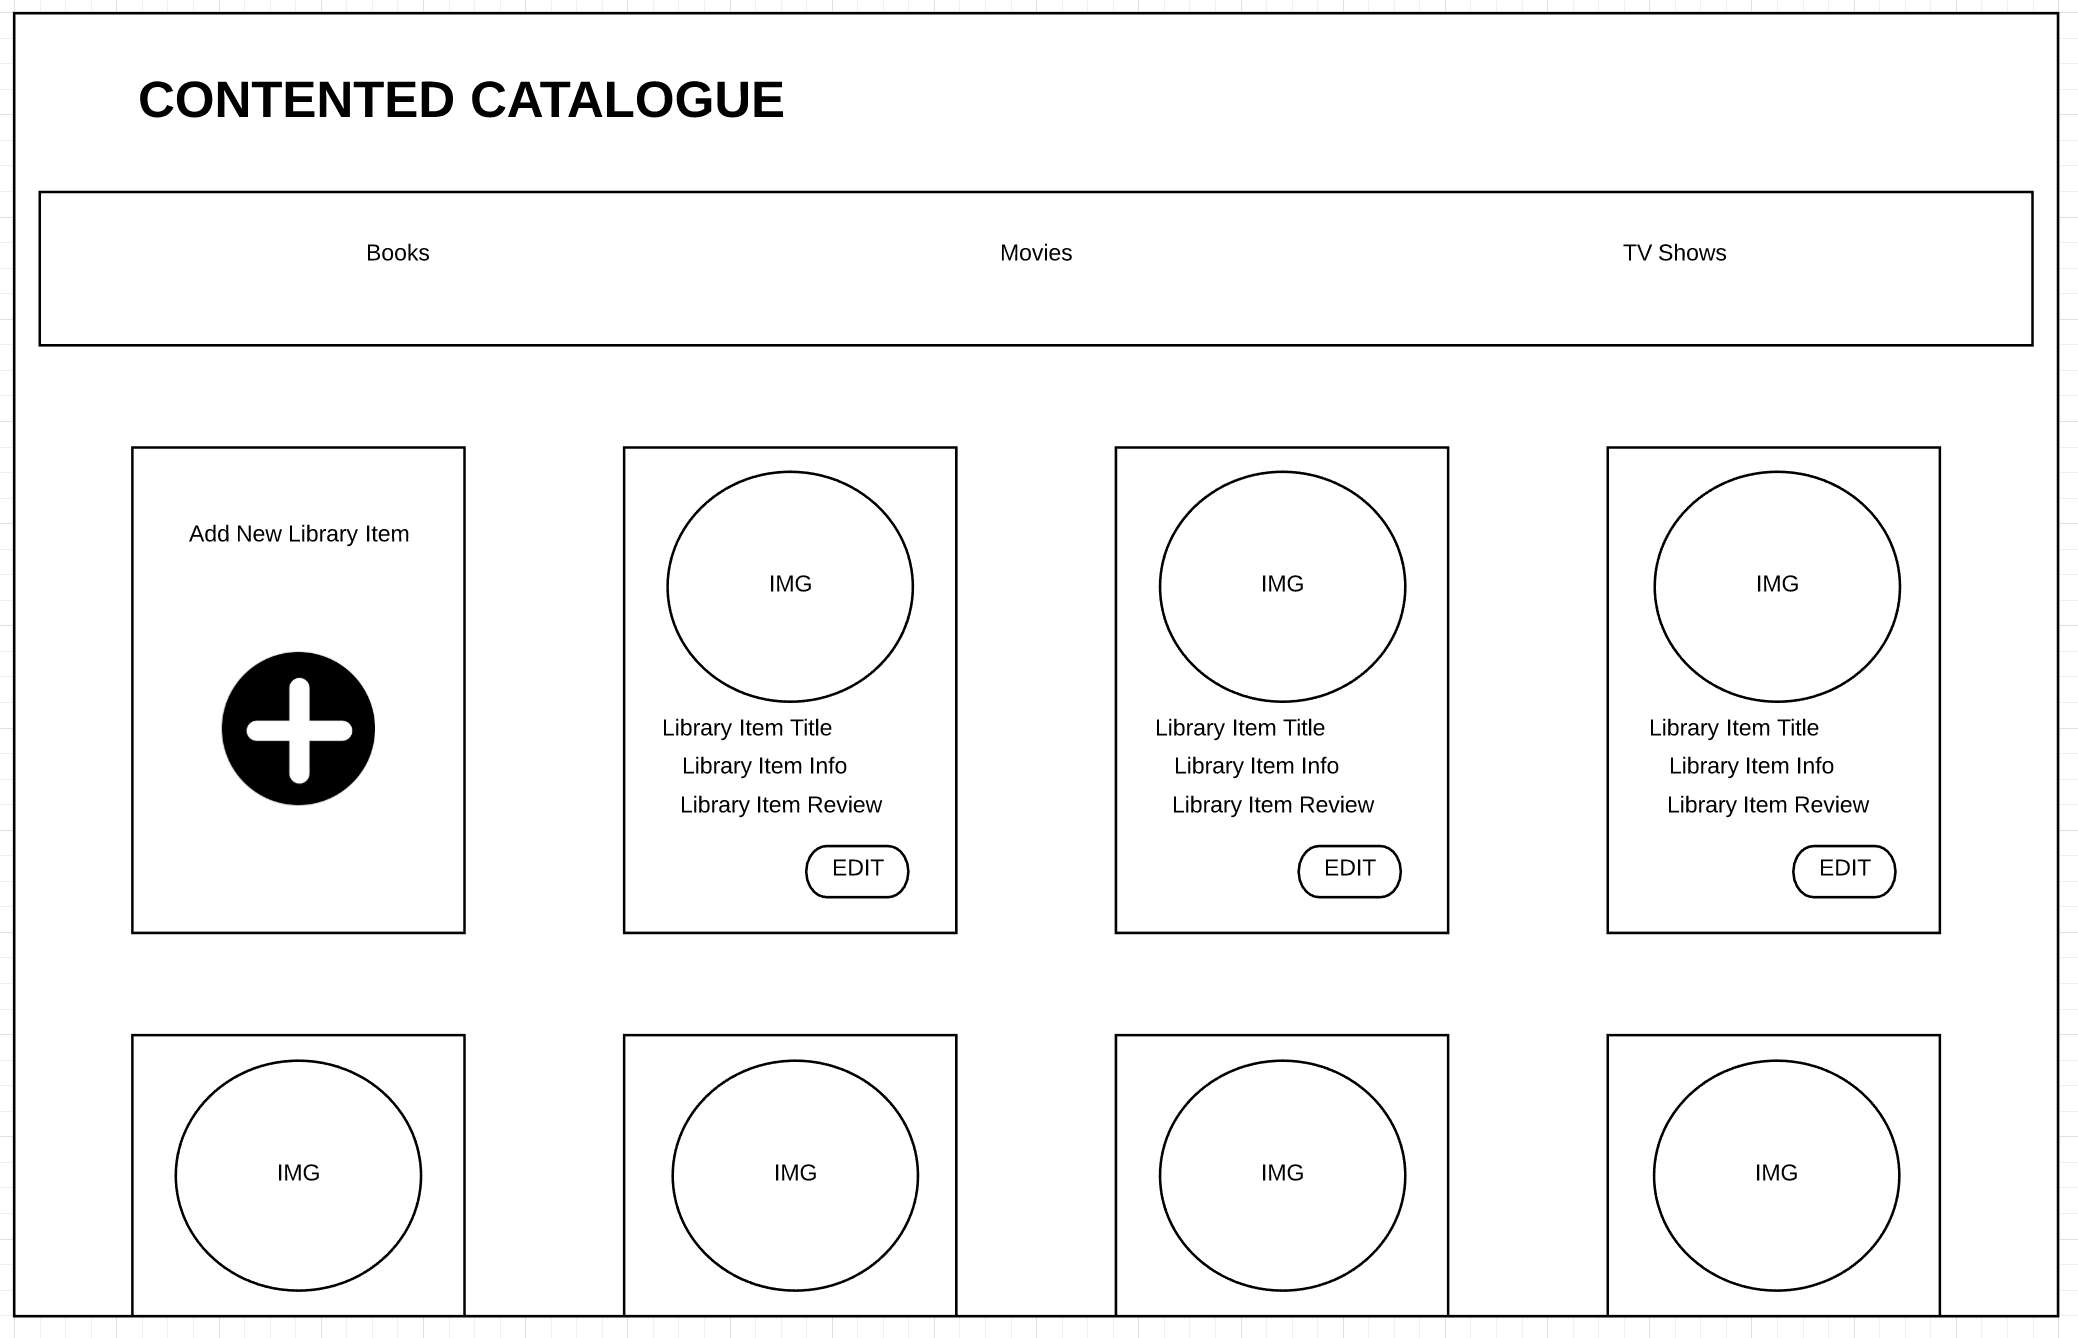 CONTENTED CATALOGUE
Books
Movies
TV Shows
Add New Library Item
IMG
Library Item Title
Library Item Info
Library Item Review
EDIT
IMG
Library Item Title
Library Item Info
Library Item Review
EDIT
IMG
Library Item Title
Library Item Info
Library Item Review
EDIT
IMG
IMG
IMG
IMG